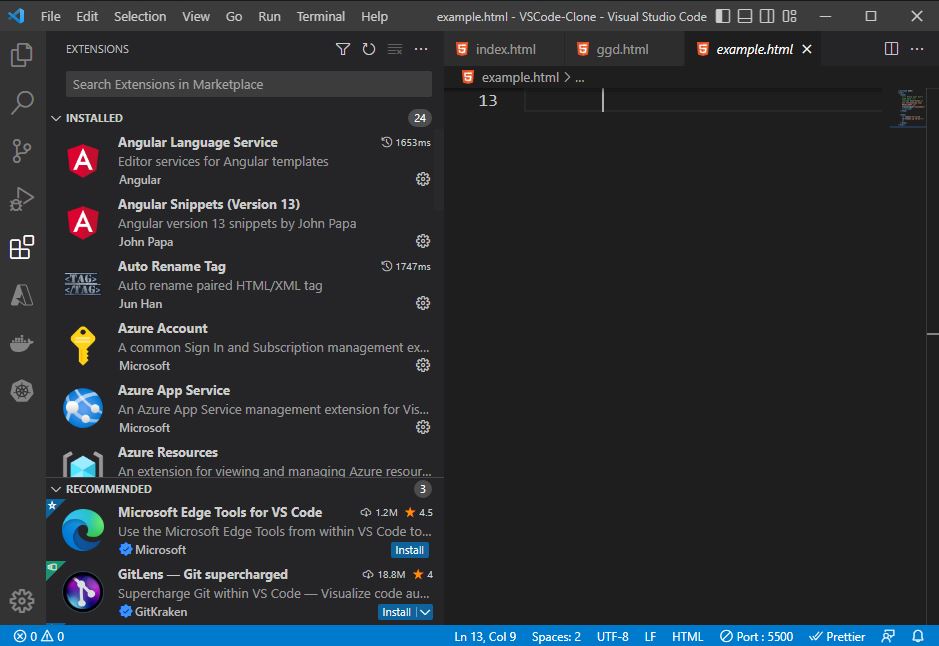 File Edit Selection View Go Run Terminal Help example.html - VSCode-Clone - Visual Studio Code
EXTENSIONS
Search Extensions in Marketplace
INSTALLED 24
Angular Language Service 1653ms
Editor services for Angular templates
Angular
Angular Snippets (Version 13)
Angular version 13 snippets by John Papa
John Papa
<TAG>
</TAG>
Auto Rename Tag 1747ms
Auto rename paired HTML/XML tag
Jun Han
Azure Account
A common Sign In and Subscription management ex...
Microsoft
Azure App Service
An Azure App Service management extension for Vis...
Microsoft
Azure Resources
An extension for viewing and managing Azure resour...
RECOMMENDED 3
Microsoft Edge Tools for VS Code 1.2M 4.5
Use the Microsoft Edge Tools from within VS Code to...
Microsoft Install
GitLens — Git supercharged 18.8M 4
Supercharge Git within VS Code — Visualize code au...
GitKraken Install
index.html ggd.html example.html
example.html > ...
13
0 0 Ln 13, Col 9 Spaces: 2 UTF-8 LF HTML Port : 5500 Prettier